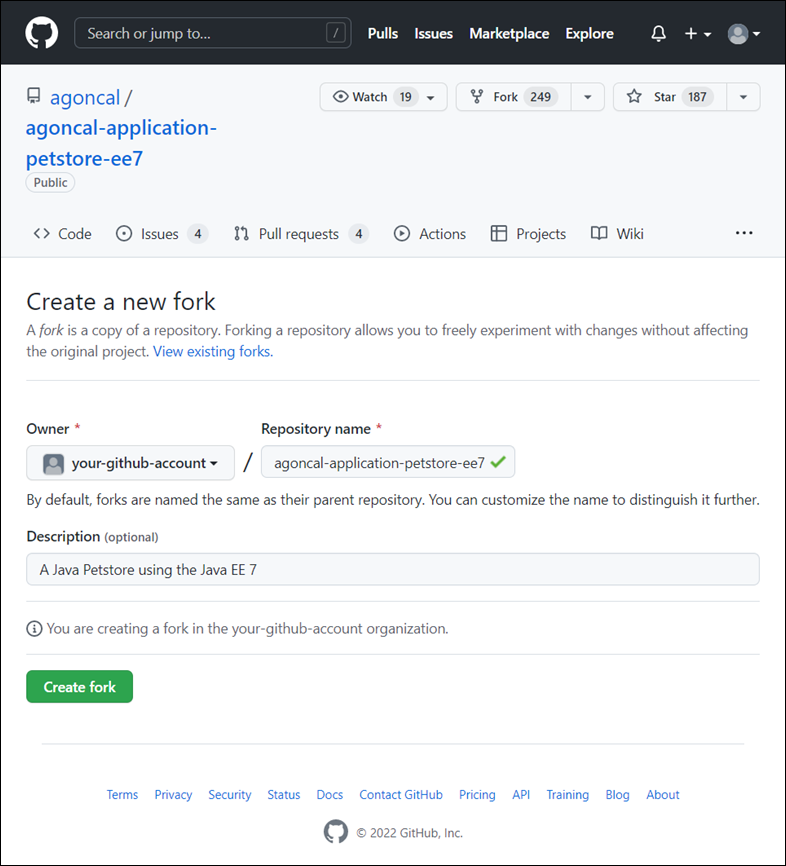 Search or jump to... / Pulls Issues Marketplace Explore
agoncal / Watch 19 Fork 249 Star 187
agoncal-application-
petstore-ee7
Public
Code Issues 4 Pull requests 4 Actions Projects Wiki ...
Create a new fork
A fork is a copy of a repository. Forking a repository allows you to freely experiment with changes without affecting
the original project. View existing forks.
Owner * Repository name *
your-github-account / agoncal-application-petstore-ee7
By default, forks are named the same as their parent repository. You can customize the name to distinguish it further.
Description (optional)
A Java Petstore using the Java EE 7
You are creating a fork in the your-github-account organization.
Create fork
Terms Privacy Security Status Docs Contact GitHub Pricing API Training Blog About
© 2022 GitHub, Inc.